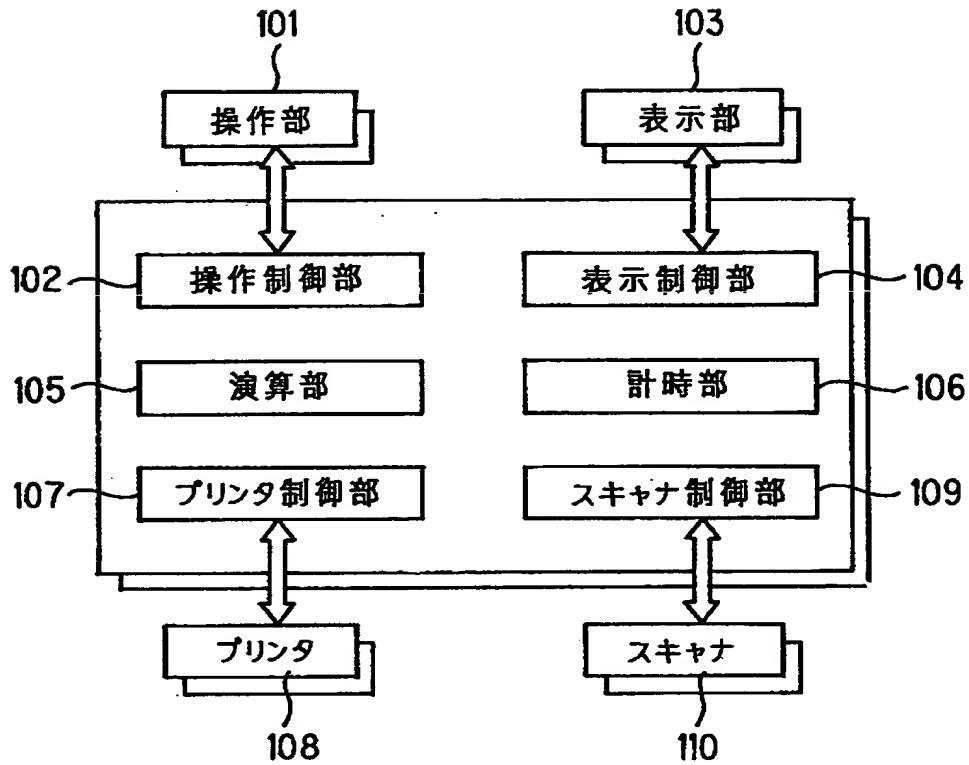 101
103
操作部
表示部
102
操作制御部
表示制御部
104
105
演算部
計時部
106
107
プリンタ制御部
スキャナ制御部
109
プリンタ
スキャナ
108
110